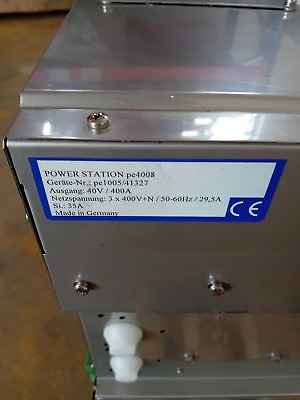 POWER STATION pe4008
Geräte-Nr.: pe1005/41327
Ausgang: 40V / 400A
Netzspannung: 3 x 400V+N / 50-60Hz / 29,5A
Si.: 35A
Made in Germany
CE